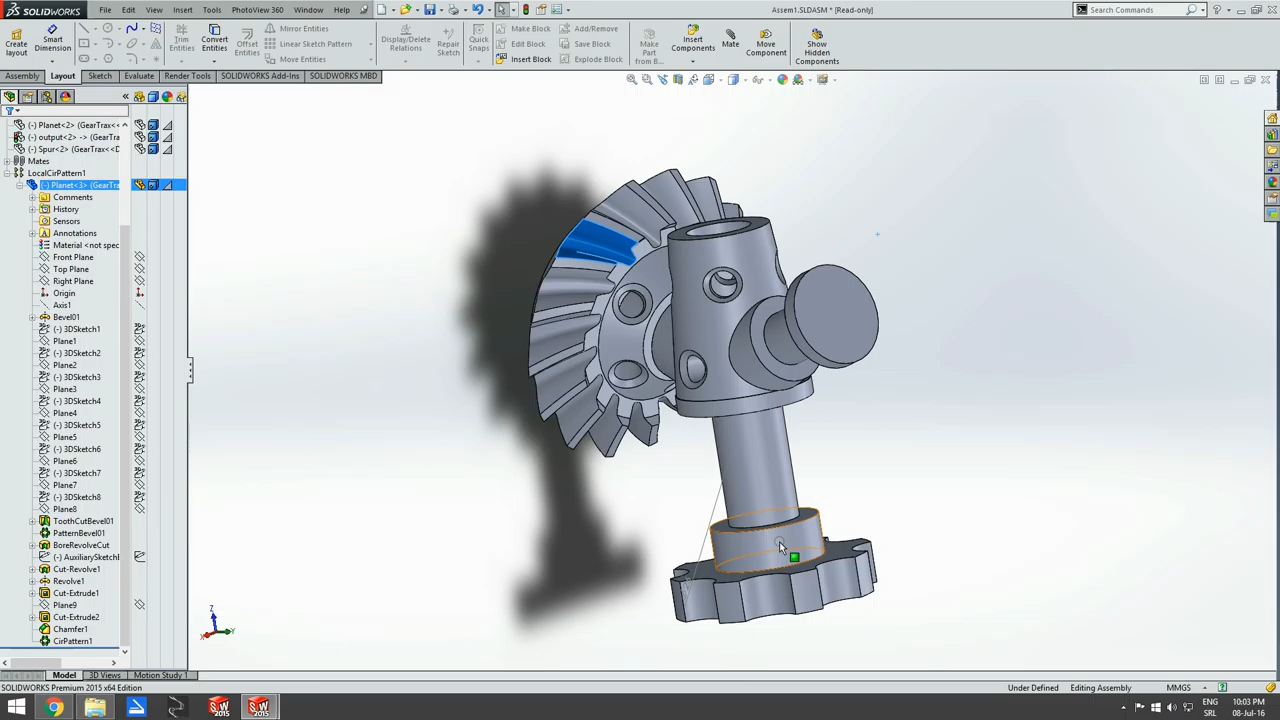 SOLIDWORKS
File Edit View Insert Tools PhotoView 360 Window Help
Assem1.SLDASM * [Read-only]
Search Commands
Create Layout
Smart Dimension
Trim Entities
Convert Entities
Offset Entities
Mirror Entities
Linear Sketch Pattern
Move Entities
Display/Delete Relations
Repair Sketch
Quick Snaps
Make Block
Edit Block
Insert Block
Add/Remove
Save Block
Explode Block
Make Part from B...
Insert Components
Mate
Move Component
Show Hidden Components
Assembly Layout Sketch Evaluate Render Tools SOLIDWORKS Add-Ins SOLIDWORKS MBD
(-) Planet<2> (GearTrax<<
(-) output<2> -> (GearTra
(-) Spur<2> (GearTrax<<D
Mates
LocalCirPattern1
(-) Planet<3> (GearTra
Comments
History
Sensors
Annotations
Material <not spec
Front Plane
Top Plane
Right Plane
Origin
Axis1
Bevel01
(-) 3DSketch1
Plane1
(-) 3DSketch2
Plane2
(-) 3DSketch3
Plane3
(-) 3DSketch4
Plane4
(-) 3DSketch5
Plane5
(-) 3DSketch6
Plane6
(-) 3DSketch7
Plane7
(-) 3DSketch8
Plane8
ToothCutBevel01
PatternBevel01
BoreRevolveCut
(-) AuxiliarySketchI
Cut-Revolve1
Revolve1
Cut-Extrude1
Plane9
Cut-Extrude2
Chamfer1
CirPattern1
Z
X
Y
Model 3D Views Motion Study 1
SOLIDWORKS Premium 2015 x64 Edition
Under Defined Editing Assembly MMGS
2015
2015
ENG 10:03 PM
SRL 08-Jul-16